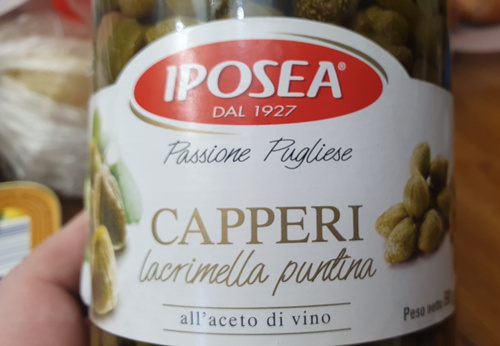 IPOSEA®
DAL 1927
Passione Pugliese
CAPPERI
lacrimella puntina
all'aceto di vino
Peso netto